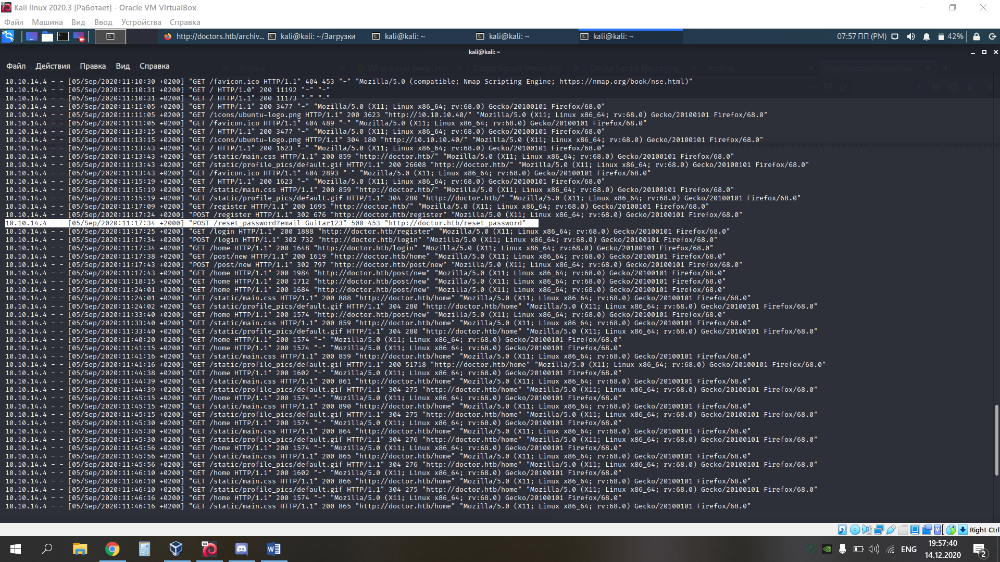 Kali linux 2020.3 [Работает] - Oracle VM VirtualBox
Файл Машина Вид Ввод Устройства Справка
http://doctors.htb/archiv... kali@kali: ~/Загрузки kali@kali: ~ kali@kali: ~ kali@kali: ~ 07:57 ПП (PM) 42%
kali@kali: ~
Файл Действия Правка Вид Справка
Archive What is user owns , roo Doctor Secure Messaging Doctor Secure Messaging Archive http://doctors.htb/archive
10.10.14.4 - - [05/Sep/2020:11:10:30 +0200] "GET /favicon.ico HTTP/1.1" 404 453 "-" "Mozilla/5.0 (compatible; Nmap Scripting Engine; https://nmap.org/book/nse.html)"
10.10.14.4 - - [05/Sep/2020:11:10:31 +0200] "GET / HTTP/1.0" 200 11192 "-" "-"
10.10.14.4 - - [05/Sep/2020:11:10:31 +0200] "GET / HTTP/1.1" 200 11173 "-" "-"
10.10.14.4 - - [05/Sep/2020:11:11:05 +0200] "GET / HTTP/1.1" 200 3477 "-" "Mozilla/5.0 (X11; Linux x86_64; rv:68.0) Gecko/20100101 Firefox/68.0"
10.10.14.4 - - [05/Sep/2020:11:11:05 +0200] "GET /icons/ubuntu-logo.png HTTP/1.1" 200 3623 "http://10.10.10.40/" "Mozilla/5.0 (X11; Linux x86_64; rv:68.0) Gecko/20100101 Firefox/68.0"
10.10.14.4 - - [05/Sep/2020:11:11:05 +0200] "GET /favicon.ico HTTP/1.1" 404 489 "-" "Mozilla/5.0 (X11; Linux x86_64; rv:68.0) Gecko/20100101 Firefox/68.0"
10.10.14.4 - - [05/Sep/2020:11:13:15 +0200] "GET / HTTP/1.1" 200 3477 "-" "Mozilla/5.0 (X11; Linux x86_64; rv:68.0) Gecko/20100101 Firefox/68.0"
10.10.14.4 - - [05/Sep/2020:11:13:15 +0200] "GET /icons/ubuntu-logo.png HTTP/1.1" 304 180 "http://10.10.10.40/" "Mozilla/5.0 (X11; Linux x86_64; rv:68.0) Gecko/20100101 Firefox/68.0"
10.10.14.4 - - [05/Sep/2020:11:13:43 +0200] "GET / HTTP/1.1" 200 1623 "-" "Mozilla/5.0 (X11; Linux x86_64; rv:68.0) Gecko/20100101 Firefox/68.0"
10.10.14.4 - - [05/Sep/2020:11:13:43 +0200] "GET /static/main.css HTTP/1.1" 200 859 "http://doctor.htb/" "Mozilla/5.0 (X11; Linux x86_64; rv:68.0) Gecko/20100101 Firefox/68.0"
10.10.14.4 - - [05/Sep/2020:11:13:43 +0200] "GET /static/profile_pics/default.gif HTTP/1.1" 200 26608 "http://doctor.htb/" "Mozilla/5.0 (X11; Linux x86_64; rv:68.0) Gecko/20100101 Firefox/68.0"
10.10.14.4 - - [05/Sep/2020:11:13:43 +0200] "GET /favicon.ico HTTP/1.1" 404 2893 "-" "Mozilla/5.0 (X11; Linux x86_64; rv:68.0) Gecko/20100101 Firefox/68.0"
10.10.14.4 - - [05/Sep/2020:11:15:19 +0200] "GET / HTTP/1.1" 200 1623 "-" "Mozilla/5.0 (X11; Linux x86_64; rv:68.0) Gecko/20100101 Firefox/68.0"
10.10.14.4 - - [05/Sep/2020:11:15:19 +0200] "GET /static/main.css HTTP/1.1" 200 859 "http://doctor.htb/" "Mozilla/5.0 (X11; Linux x86_64; rv:68.0) Gecko/20100101 Firefox/68.0"
10.10.14.4 - - [05/Sep/2020:11:15:19 +0200] "GET /static/profile_pics/default.gif HTTP/1.1" 304 280 "http://doctor.htb/" "Mozilla/5.0 (X11; Linux x86_64; rv:68.0) Gecko/20100101 Firefox/68.0"
10.10.14.4 - - [05/Sep/2020:11:17:09 +0200] "GET /register HTTP/1.1" 200 1695 "http://doctor.htb/" "Mozilla/5.0 (X11; Linux x86_64; rv:68.0) Gecko/20100101 Firefox/68.0"
10.10.14.4 - - [05/Sep/2020:11:17:24 +0200] "POST /register HTTP/1.1" 302 676 "http://doctor.htb/register" "Mozilla/5.0 (X11; Linux x86_64; rv:68.0) Gecko/20100101 Firefox/68.0"
10.10.14.4 - - [05/Sep/2020:11:17:34 +2000] "POST /reset_password?email=Guitar123" 500 453 "http://doctor.htb/reset_password"
10.10.14.4 - - [05/Sep/2020:11:17:25 +0200] "GET /login HTTP/1.1" 200 1888 "http://doctor.htb/register" "Mozilla/5.0 (X11; Linux x86_64; rv:68.0) Gecko/20100101 Firefox/68.0"
10.10.14.4 - - [05/Sep/2020:11:17:34 +0200] "POST /login HTTP/1.1" 302 732 "http://doctor.htb/login" "Mozilla/5.0 (X11; Linux x86_64; rv:68.0) Gecko/20100101 Firefox/68.0"
10.10.14.4 - - [05/Sep/2020:11:17:34 +0200] "GET /home HTTP/1.1" 200 1648 "http://doctor.htb/login" "Mozilla/5.0 (X11; Linux x86_64; rv:68.0) Gecko/20100101 Firefox/68.0"
10.10.14.4 - - [05/Sep/2020:11:17:38 +0200] "GET /post/new HTTP/1.1" 200 1619 "http://doctor.htb/home" "Mozilla/5.0 (X11; Linux x86_64; rv:68.0) Gecko/20100101 Firefox/68.0"
10.10.14.4 - - [05/Sep/2020:11:17:43 +0200] "POST /post/new HTTP/1.1" 302 797 "http://doctor.htb/post/new" "Mozilla/5.0 (X11; Linux x86_64; rv:68.0) Gecko/20100101 Firefox/68.0"
10.10.14.4 - - [05/Sep/2020:11:17:43 +0200] "GET /home HTTP/1.1" 200 1984 "http://doctor.htb/post/new" "Mozilla/5.0 (X11; Linux x86_64; rv:68.0) Gecko/20100101 Firefox/68.0"
10.10.14.4 - - [05/Sep/2020:11:18:15 +0200] "GET /home HTTP/1.1" 200 1712 "http://doctor.htb/post/new" "Mozilla/5.0 (X11; Linux x86_64; rv:68.0) Gecko/20100101 Firefox/68.0"
10.10.14.4 - - [05/Sep/2020:11:24:01 +0200] "GET /home HTTP/1.1" 200 1684 "http://doctor.htb/post/new" "Mozilla/5.0 (X11; Linux x86_64; rv:68.0) Gecko/20100101 Firefox/68.0"
10.10.14.4 - - [05/Sep/2020:11:24:01 +0200] "GET /static/main.css HTTP/1.1" 200 888 "http://doctor.htb/home" "Mozilla/5.0 (X11; Linux x86_64; rv:68.0) Gecko/20100101 Firefox/68.0"
10.10.14.4 - - [05/Sep/2020:11:24:02 +0200] "GET /static/profile_pics/default.gif HTTP/1.1" 304 280 "http://doctor.htb/home" "Mozilla/5.0 (X11; Linux x86_64; rv:68.0) Gecko/20100101 Firefox/68.0"
10.10.14.4 - - [05/Sep/2020:11:33:40 +0200] "GET /home HTTP/1.1" 200 1574 "http://doctor.htb/post/new" "Mozilla/5.0 (X11; Linux x86_64; rv:68.0) Gecko/20100101 Firefox/68.0"
10.10.14.4 - - [05/Sep/2020:11:33:40 +0200] "GET /static/main.css HTTP/1.1" 200 859 "http://doctor.htb/home" "Mozilla/5.0 (X11; Linux x86_64; rv:68.0) Gecko/20100101 Firefox/68.0"
10.10.14.4 - - [05/Sep/2020:11:33:40 +0200] "GET /static/profile_pics/default.gif HTTP/1.1" 304 280 "http://doctor.htb/home" "Mozilla/5.0 (X11; Linux x86_64; rv:68.0) Gecko/20100101 Firefox/68.0"
10.10.14.4 - - [05/Sep/2020:11:40:20 +0200] "GET /home HTTP/1.1" 200 1574 "-" "Mozilla/5.0 (X11; Linux x86_64; rv:68.0) Gecko/20100101 Firefox/68.0"
10.10.14.4 - - [05/Sep/2020:11:41:15 +0200] "GET /home HTTP/1.1" 200 1574 "-" "Mozilla/5.0 (X11; Linux x86_64; rv:68.0) Gecko/20100101 Firefox/68.0"
10.10.14.4 - - [05/Sep/2020:11:41:16 +0200] "GET /static/main.css HTTP/1.1" 200 859 "http://doctor.htb/home" "Mozilla/5.0 (X11; Linux x86_64; rv:68.0) Gecko/20100101 Firefox/68.0"
10.10.14.4 - - [05/Sep/2020:11:41:16 +0200] "GET /static/profile_pics/default.gif HTTP/1.1" 200 51718 "http://doctor.htb/home" "Mozilla/5.0 (X11; Linux x86_64; rv:68.0) Gecko/20100101 Firefox/68.0"
10.10.14.4 - - [05/Sep/2020:11:44:38 +0200] "GET /home HTTP/1.1" 200 1602 "-" "Mozilla/5.0 (X11; Linux x86_64; rv:68.0) Gecko/20100101 Firefox/68.0"
10.10.14.4 - - [05/Sep/2020:11:44:39 +0200] "GET /static/main.css HTTP/1.1" 200 861 "http://doctor.htb/home" "Mozilla/5.0 (X11; Linux x86_64; rv:68.0) Gecko/20100101 Firefox/68.0"
10.10.14.4 - - [05/Sep/2020:11:44:39 +0200] "GET /static/profile_pics/default.gif HTTP/1.1" 304 275 "http://doctor.htb/home" "Mozilla/5.0 (X11; Linux x86_64; rv:68.0) Gecko/20100101 Firefox/68.0"
10.10.14.4 - - [05/Sep/2020:11:45:15 +0200] "GET /home HTTP/1.1" 200 1574 "-" "Mozilla/5.0 (X11; Linux x86_64; rv:68.0) Gecko/20100101 Firefox/68.0"
10.10.14.4 - - [05/Sep/2020:11:45:15 +0200] "GET /static/main.css HTTP/1.1" 200 890 "http://doctor.htb/home" "Mozilla/5.0 (X11; Linux x86_64; rv:68.0) Gecko/20100101 Firefox/68.0"
10.10.14.4 - - [05/Sep/2020:11:45:15 +0200] "GET /static/profile_pics/default.gif HTTP/1.1" 304 275 "http://doctor.htb/home" "Mozilla/5.0 (X11; Linux x86_64; rv:68.0) Gecko/20100101 Firefox/68.0"
10.10.14.4 - - [05/Sep/2020:11:45:30 +0200] "GET /home HTTP/1.1" 200 1574 "-" "Mozilla/5.0 (X11; Linux x86_64; rv:68.0) Gecko/20100101 Firefox/68.0"
10.10.14.4 - - [05/Sep/2020:11:45:30 +0200] "GET /static/main.css HTTP/1.1" 200 864 "http://doctor.htb/home" "Mozilla/5.0 (X11; Linux x86_64; rv:68.0) Gecko/20100101 Firefox/68.0"
10.10.14.4 - - [05/Sep/2020:11:45:30 +0200] "GET /static/profile_pics/default.gif HTTP/1.1" 304 276 "http://doctor.htb/home" "Mozilla/5.0 (X11; Linux x86_64; rv:68.0) Gecko/20100101 Firefox/68.0"
10.10.14.4 - - [05/Sep/2020:11:45:56 +0200] "GET /home HTTP/1.1" 200 1574 "-" "Mozilla/5.0 (X11; Linux x86_64; rv:68.0) Gecko/20100101 Firefox/68.0"
10.10.14.4 - - [05/Sep/2020:11:45:56 +0200] "GET /static/main.css HTTP/1.1" 200 865 "http://doctor.htb/home" "Mozilla/5.0 (X11; Linux x86_64; rv:68.0) Gecko/20100101 Firefox/68.0"
10.10.14.4 - - [05/Sep/2020:11:45:56 +0200] "GET /static/profile_pics/default.gif HTTP/1.1" 304 276 "http://doctor.htb/home" "Mozilla/5.0 (X11; Linux x86_64; rv:68.0) Gecko/20100101 Firefox/68.0"
10.10.14.4 - - [05/Sep/2020:11:46:10 +0200] "GET /home HTTP/1.1" 200 1602 "-" "Mozilla/5.0 (X11; Linux x86_64; rv:68.0) Gecko/20100101 Firefox/68.0"
10.10.14.4 - - [05/Sep/2020:11:46:10 +0200] "GET /static/main.css HTTP/1.1" 200 866 "http://doctor.htb/home" "Mozilla/5.0 (X11; Linux x86_64; rv:68.0) Gecko/20100101 Firefox/68.0"
10.10.14.4 - - [05/Sep/2020:11:46:10 +0200] "GET /static/profile_pics/default.gif HTTP/1.1" 304 275 "http://doctor.htb/home" "Mozilla/5.0 (X11; Linux x86_64; rv:68.0) Gecko/20100101 Firefox/68.0"
10.10.14.4 - - [05/Sep/2020:11:46:16 +0200] "GET /home HTTP/1.1" 200 1574 "-" "Mozilla/5.0 (X11; Linux x86_64; rv:68.0) Gecko/20100101 Firefox/68.0"
10.10.14.4 - - [05/Sep/2020:11:46:16 +0200] "GET /static/main.css HTTP/1.1" 200 865 "http://doctor.htb/home" "Mozilla/5.0 (X11; Linux x86_64; rv:68.0) Gecko/20100101 Firefox/68.0"
Right Ctrl
64
ENG
19:57:40
14.12.2020
2